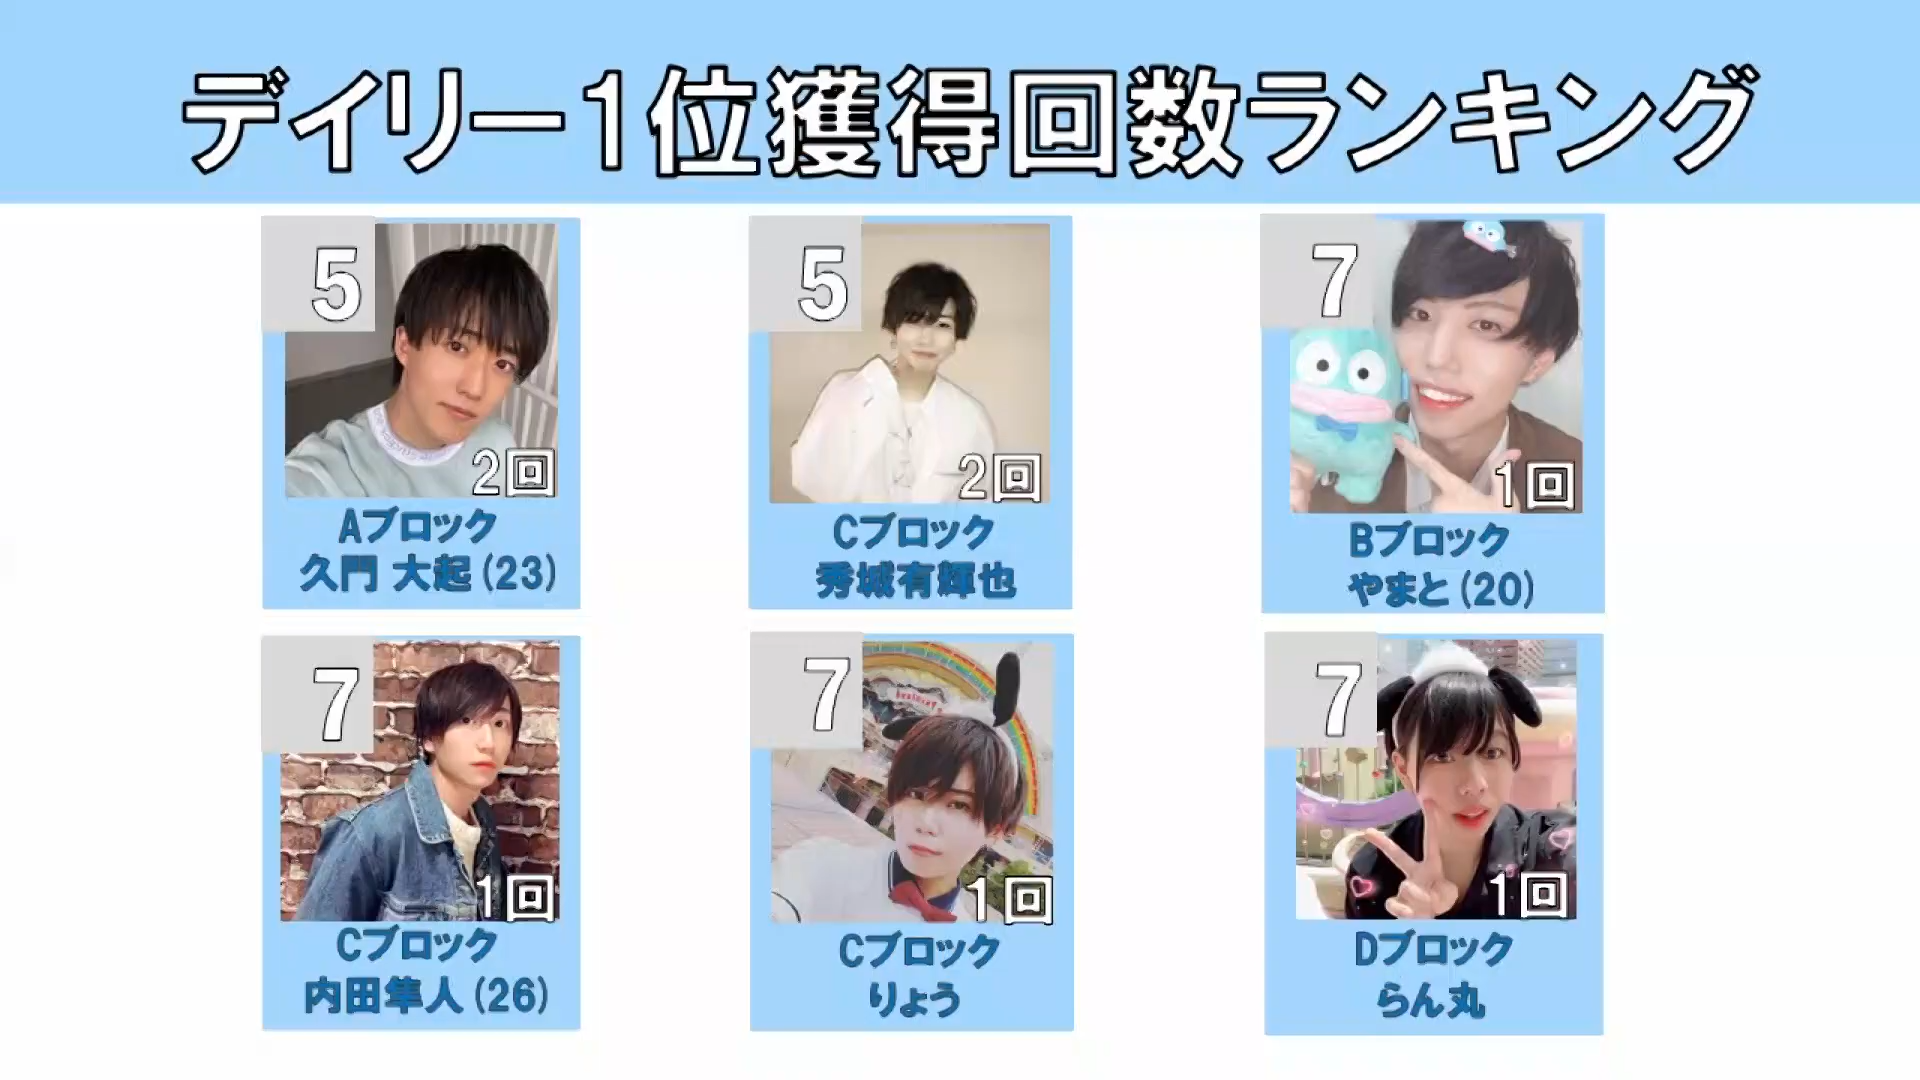 デイリー1位獲得回数ランキング
5
2回
Aブロック
久門 大起(23)
5
2回
Cブロック
秀城有輝也
7
1回
Bブロック
やまと(20)
7
1回
Cブロック
内田隼人(26)
7
1回
Cブロック
りょう
7
1回
Dブロック
らん丸